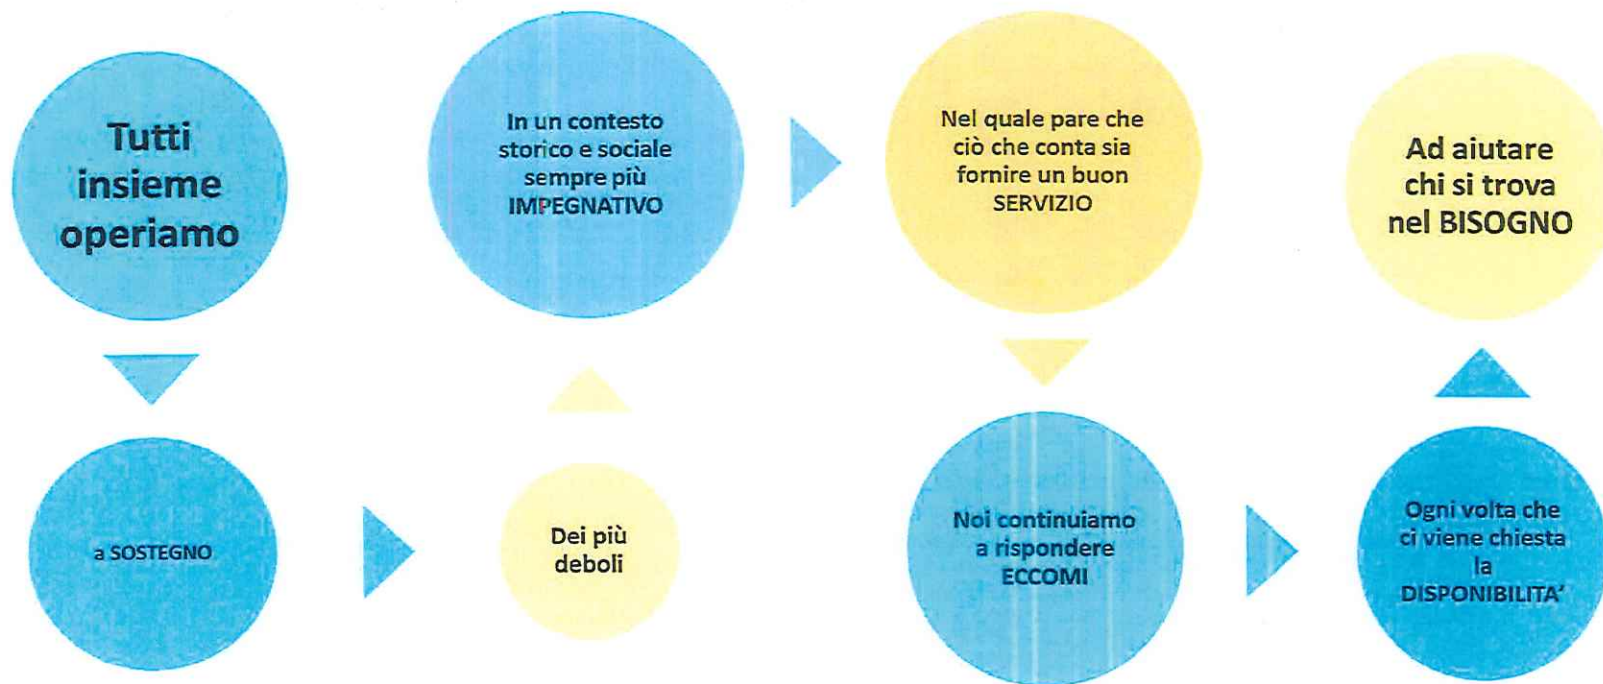 Tutti
insieme
operiamo
a SOSTEGNO
Dei più
deboli
In un contesto
storico e sociale
sempre più
IMPEGNATIVO
Nel quale pare che
ciò che conta sia
fornire un buon
SERVIZIO
Noi continuiamo
a rispondere
ECCOMI
Ogni volta che
ci viene chiesta
la
DISPONIBILITA'
Ad aiutare
chi si trova
nel BISOGNO